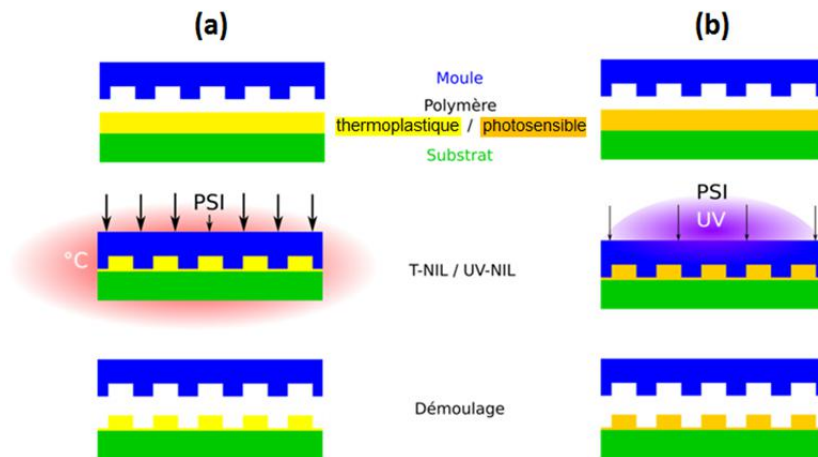 (a)
(b)
Moule
Polymère
thermoplastique / photosensible
Substrat
PSI
°C
PSI
UV
T-NIL / UV-NIL
Démoulage